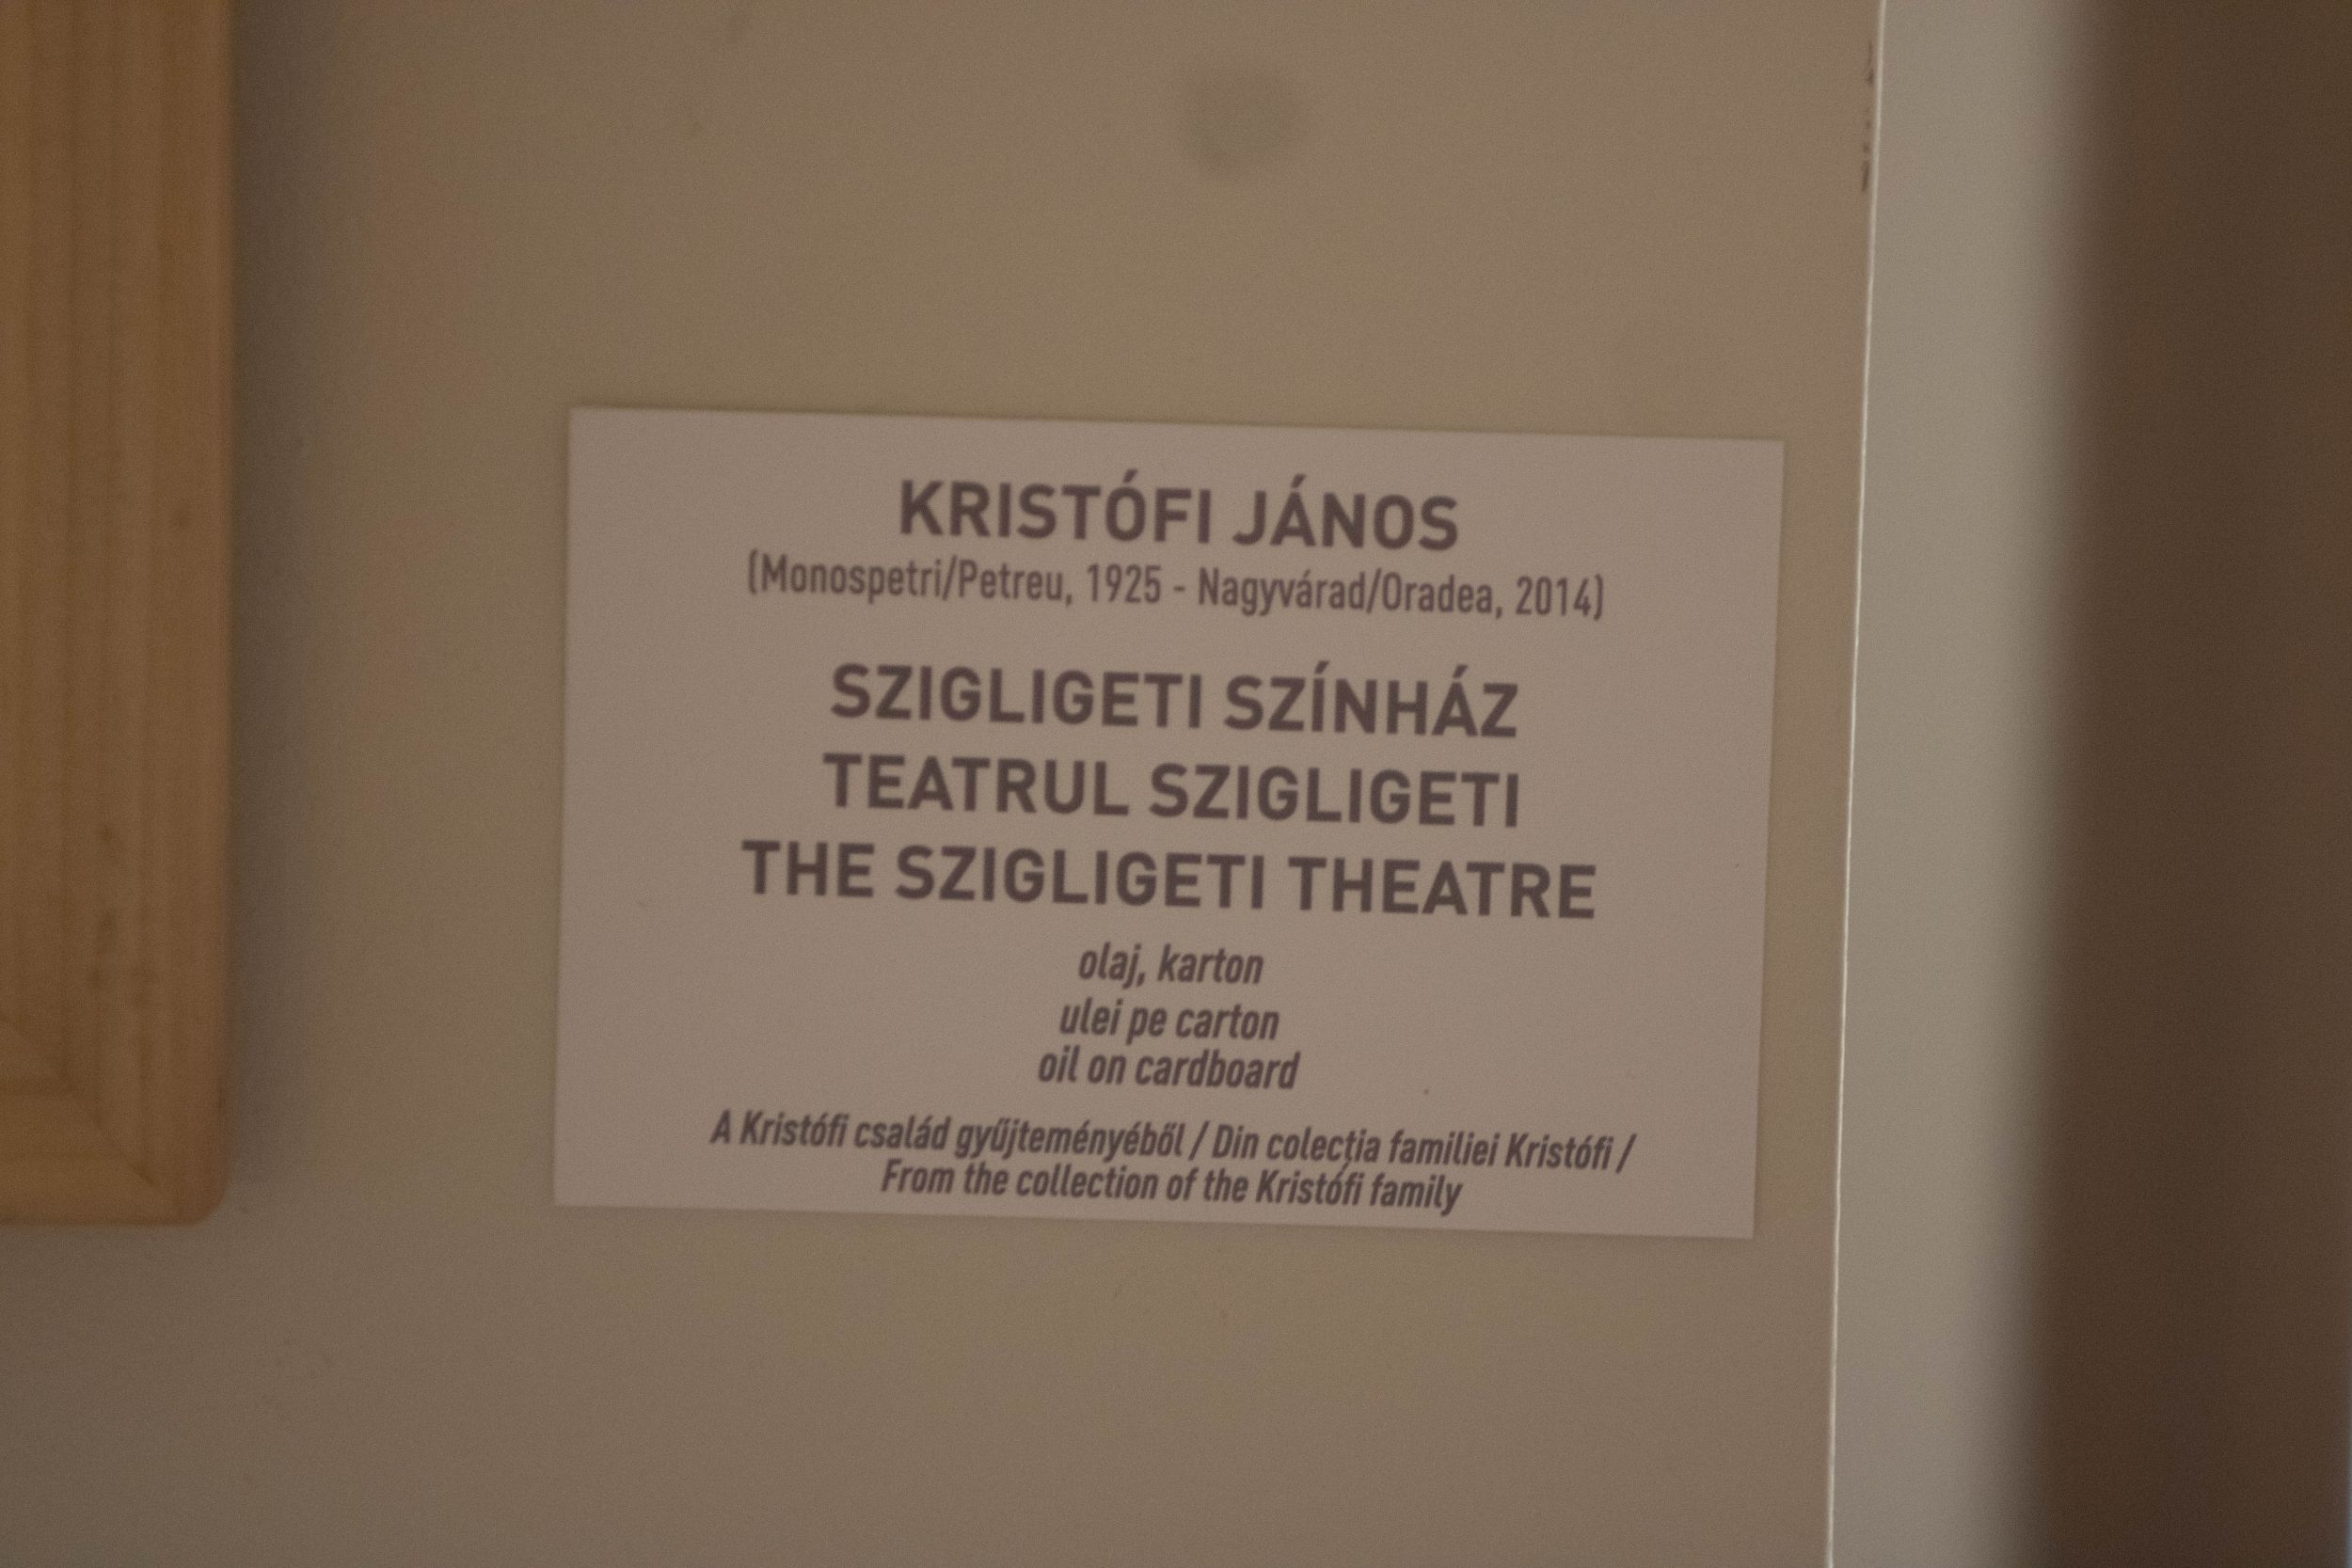 KRISTÓFI JÁNOS
(Monospetri/Petreu, 1925 - Nagyvárad/Oradea, 2014)
SZIGLIGETI SZÍNHÁZ
TEATRUL SZIGLIGETI
THE SZIGLIGETI THEATRE
olaj, karton
ulei pe carton
oil on cardboard
A Kristófi család gyűjteményéből / Din colecția familiei Kristófi /
From the collection of the Kristófi family